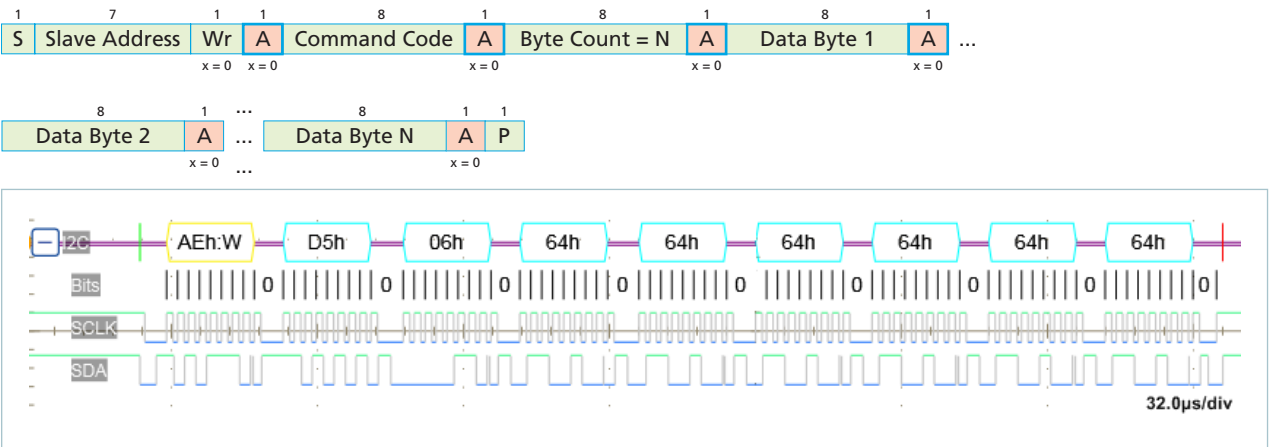 1 7 1 1 8 1 8 1 8 1
S Slave Address Wr A Command Code A Byte Count = N A Data Byte 1 A ...
x = 0 x = 0 x = 0 x = 0 x = 0
8 1 ... 8 1 1
Data Byte 2 A ... Data Byte N A P
x = 0 ... x = 0
I2C AEh:W D5h 06h 64h 64h 64h 64h 64h 64h
Bits 0 0 0 0 0 0 0 0 0
SCLK
SDA
32.0µs/div